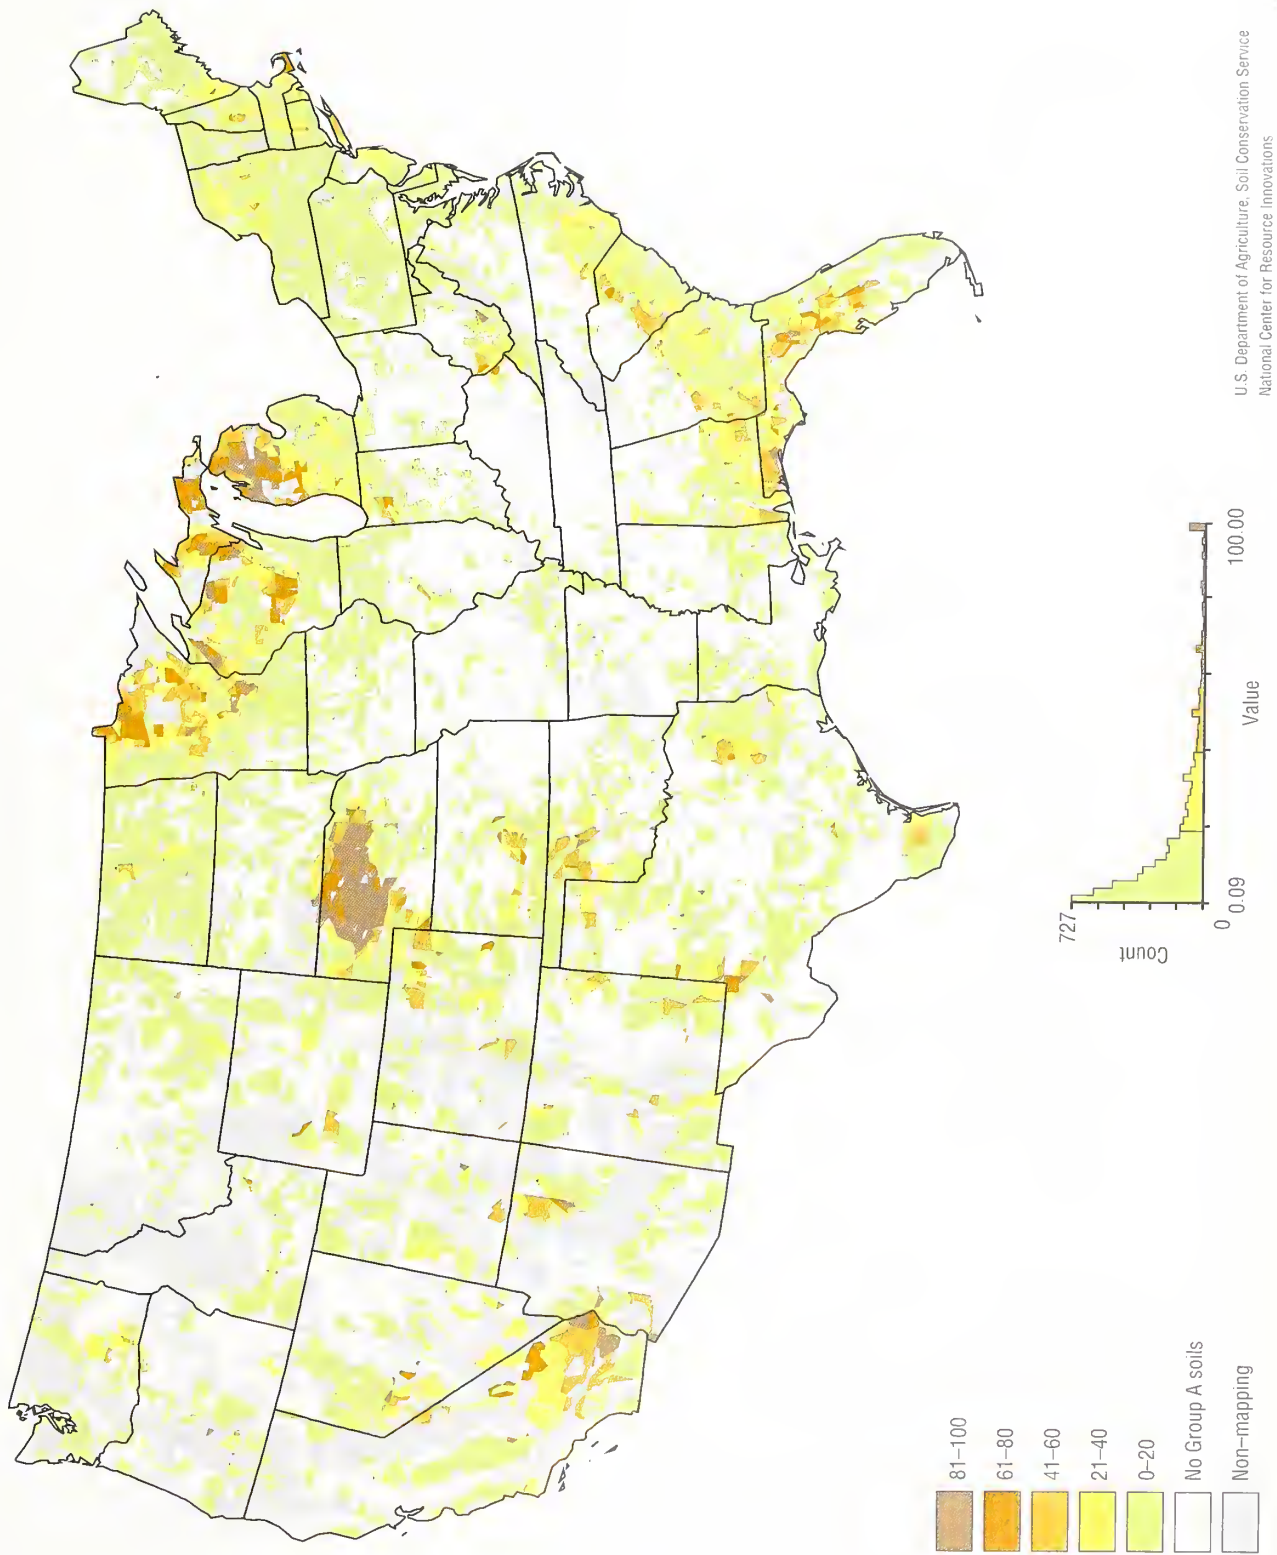 81–100
61–80
41–60
21–40
0–20
No Group A soils
Non–mapping
727
Count
0
0.09
Value
100.00
U.S. Department of Agriculture, Soil Conservation Service
National Center for Resource Innovations